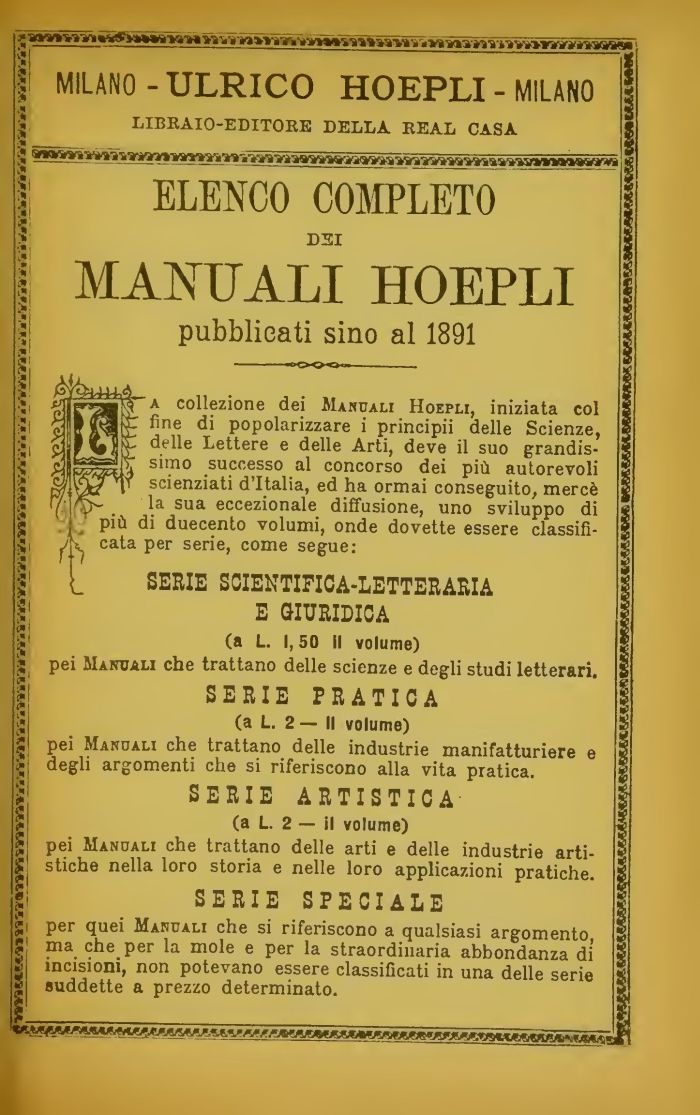 MILANO - ULRICO HOEPLI - MILANO
LIBRAIO-EDITORE DELLA REAL CASA
ELENCO COMPLETO
DEI
MANUALI HOEPLI
pubblicati sino al 1891
LA collezione dei MANUALI HOEPLI, iniziata col
fine di popolarizzare i principii delle Scienze,
delle Lettere e delle Arti, deve il suo grandis-
simo successo al concorso dei più autorevoli
scienziati d'Italia, ed ha ormai conseguito, mercè
la sua eccezionale diffusione, uno sviluppo di
più di duecento volumi, onde dovette essere classifi-
cata per serie, come segue:
SERIE SCIENTIFICA-LETTERARIA
E GIURIDICA
(a L. 1,50 il volume)
pei MANUALI che trattano delle scienze e degli studi letterari.
SERIE PRATICA
(a L. 2 — il volume)
pei MANUALI che trattano delle industrie manifatturiere e
degli argomenti che si riferiscono alla vita pratica.
SERIE ARTISTICA
(a L. 2 — il volume)
pei MANUALI che trattano delle arti e delle industrie arti-
stiche nella loro storia e nelle loro applicazioni pratiche.
SERIE SPECIALE
per quei MANUALI che si riferiscono a qualsiasi argomento,
ma che per la mole e per la straordinaria abbondanza di
incisioni, non potevano essere classificati in una delle serie
suddette a prezzo determinato.